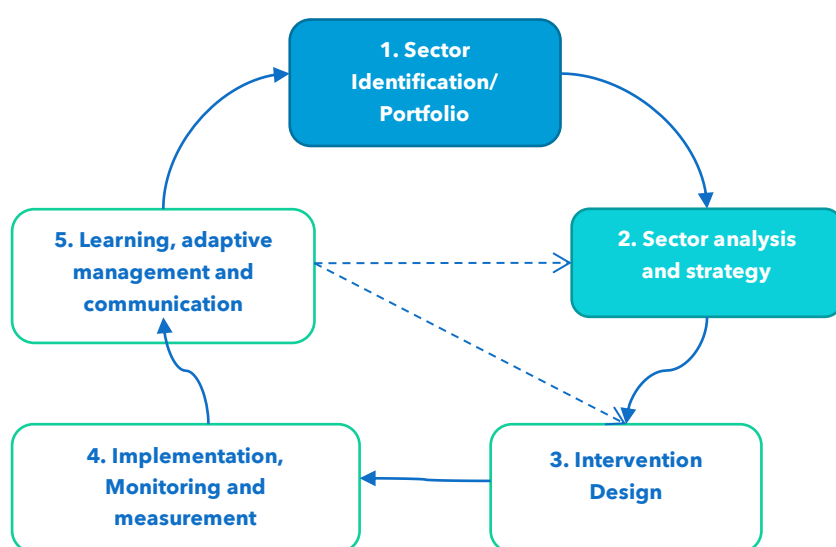 1. Sector
Identification/
Portfolio
2. Sector analysis
and strategy
3. Intervention
Design
4. Implementation,
Monitoring and
measurement
5. Learning, adaptive
management and
communication